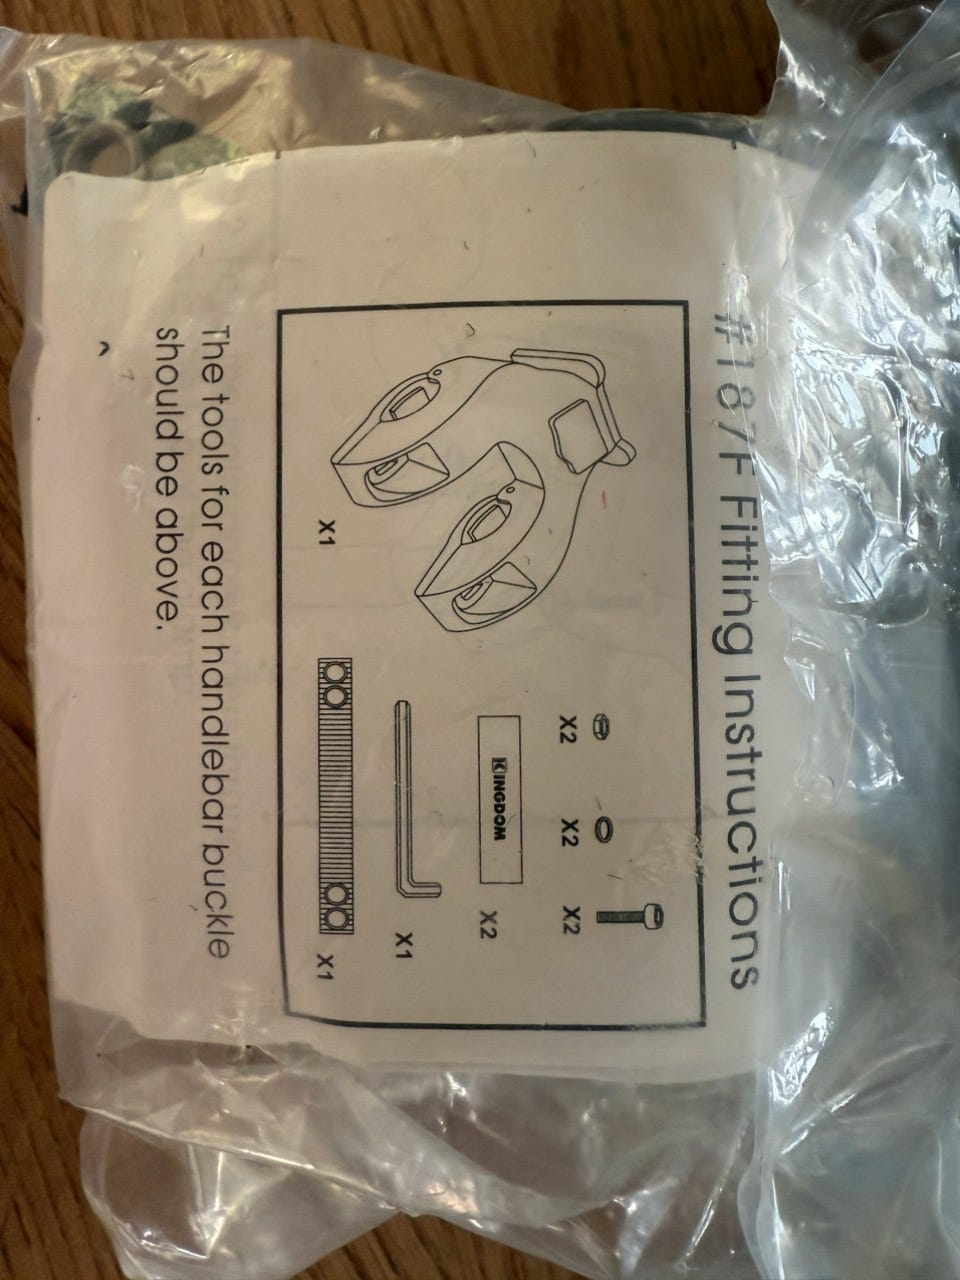 #187F Fitting Instructions
X1
X2
X2
X2
KINGDOM
X2
X1
X1
The tools for each handlebar buckle
should be above.